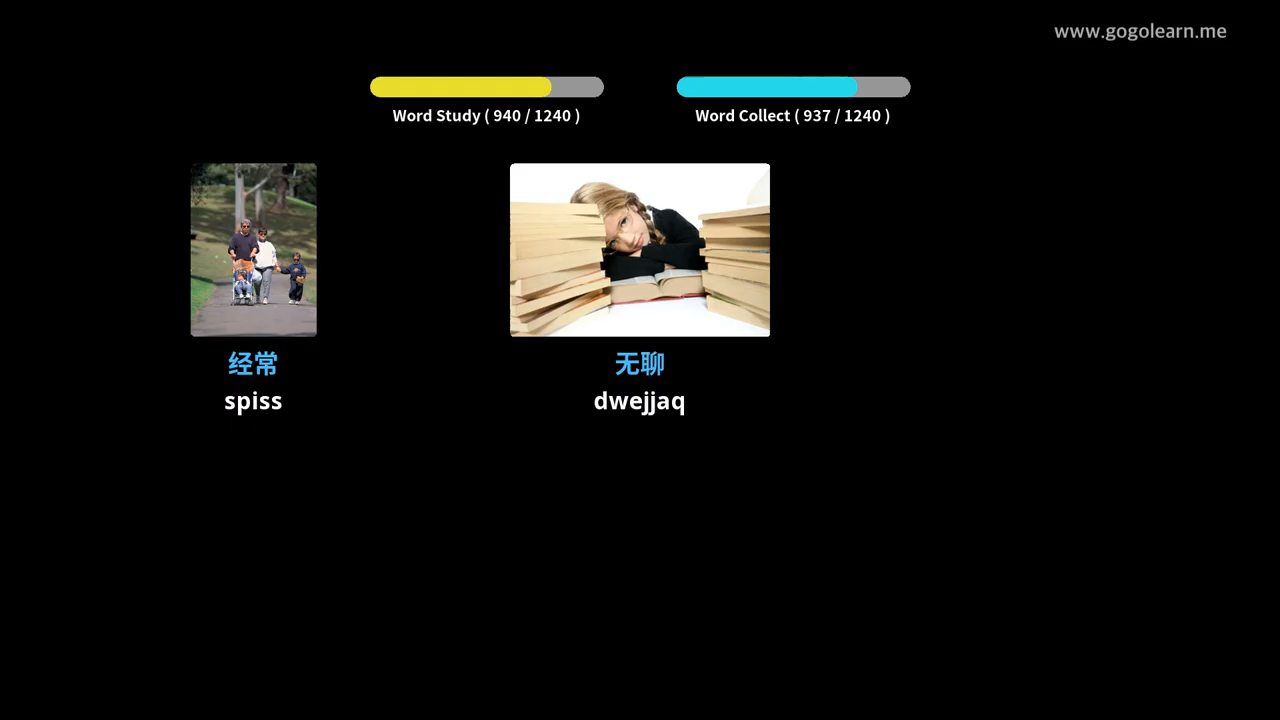 www.gogolearn.me
Word Study ( 940 / 1240 )
Word Collect ( 937 / 1240 )
经常
spiss
无聊
dwejjaq